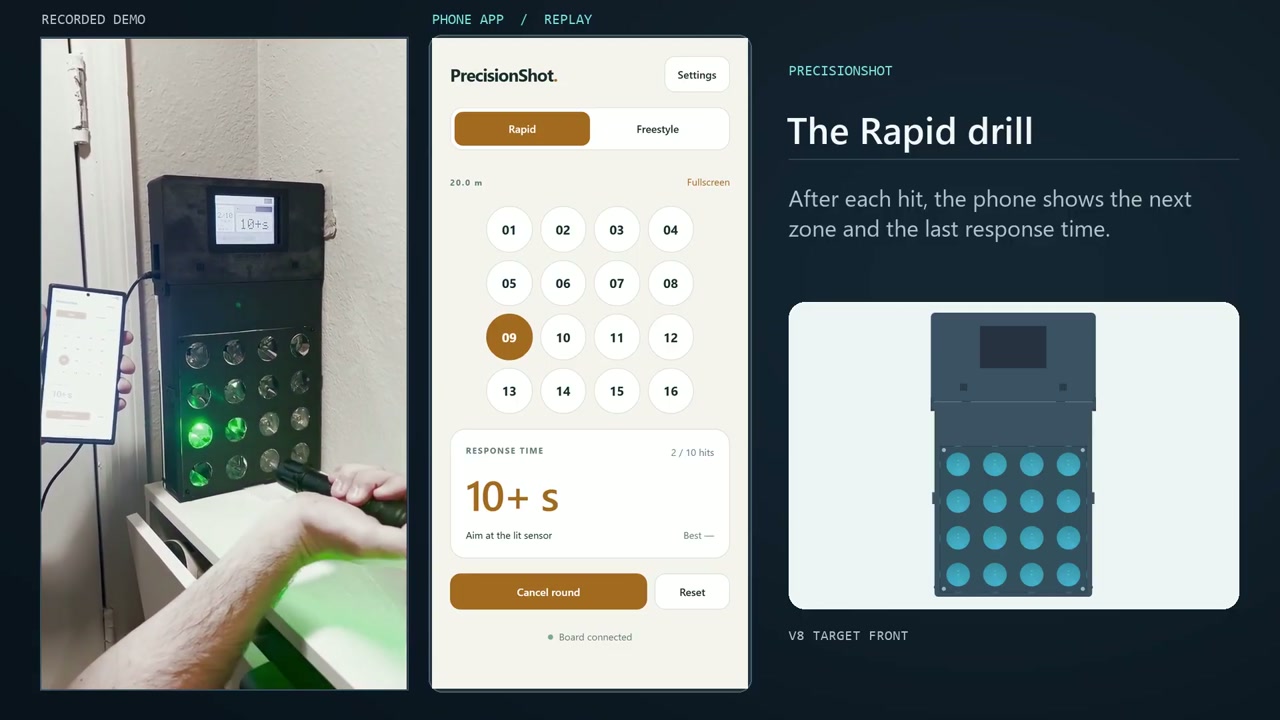 RECORDED DEMO
2/10
10+s
PHONE APP / REPLAY
PrecisionShot.
Settings
Rapid
Freestyle
20.0 m
Fullscreen
01 02 03 04
05 06 07 08
09 10 11 12
13 14 15 16
RESPONSE TIME
2 / 10 hits
10+ s
Aim at the lit sensor
Best —
Cancel round
Reset
Board connected
PRECISIONSHOT
The Rapid drill
After each hit, the phone shows the next
zone and the last response time.
V8 TARGET FRONT